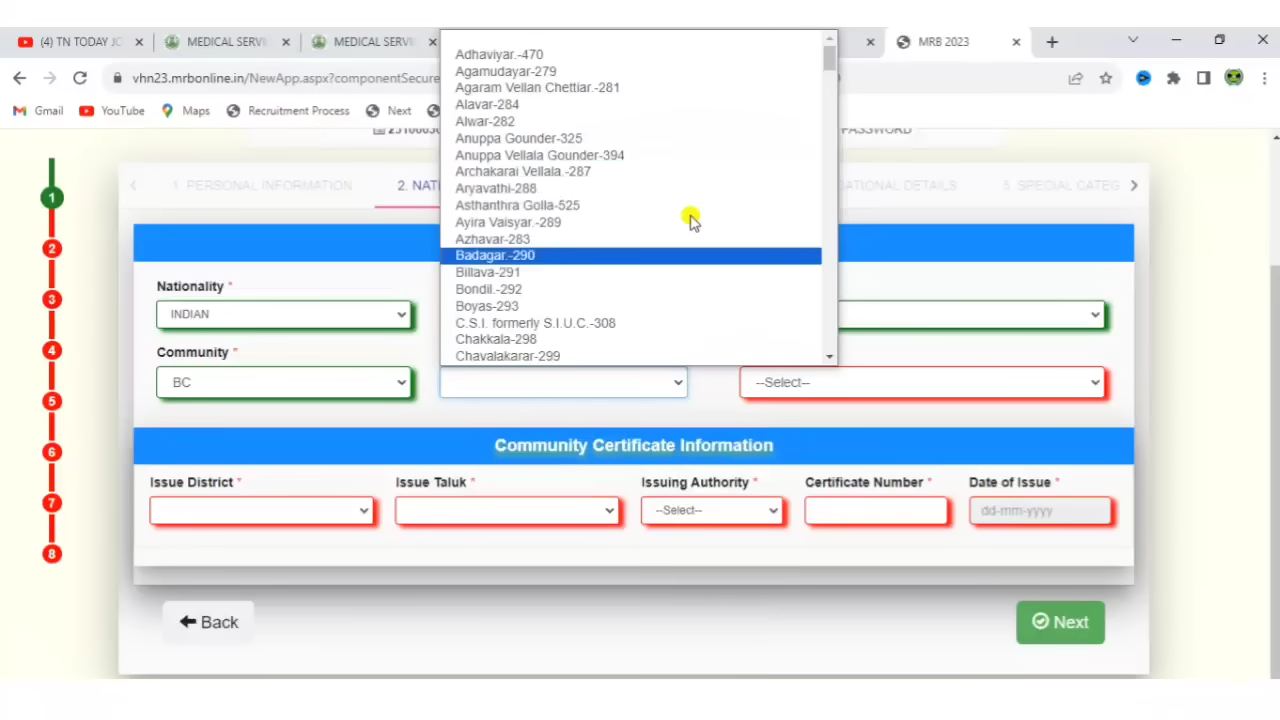 (4) TN TODAY JO
MEDICAL SERVI
MEDICAL SERVI
MRB 2023
vhn23.mrbonline.in/NewApp.aspx?componentSecure
Gmail
YouTube
Maps
Recruitment Process
Next
PASSWORD
1. PERSONAL INFORMATION
2. NATI
ATIONAL DETAILS
5. SPECIAL CATEG
Adhaviyar.-470
Agamudayar-279
Agaram Vellan Chettiar.-281
Alavar-284
Alwar-282
Anuppa Gounder-325
Anuppa Vellala Gounder-394
Archakarai Vellala.-287
Aryavathi-288
Asthanthra Golla-525
Ayira Vaisyar.-289
Azhavar-283
Badagar.-290
Billava-291
Bondil.-292
Boyas-293
C.S.I. formerly S.I.U.C.-308
Chakkala-298
Chavalakarar-299
1
2
3
4
5
6
7
8
Nationality *
INDIAN
Community *
BC
--Select--
Community Certificate Information
Issue District *
Issue Taluk *
Issuing Authority *
Certificate Number *
Date of Issue *
--Select--
dd-mm-yyyy
Back
Next